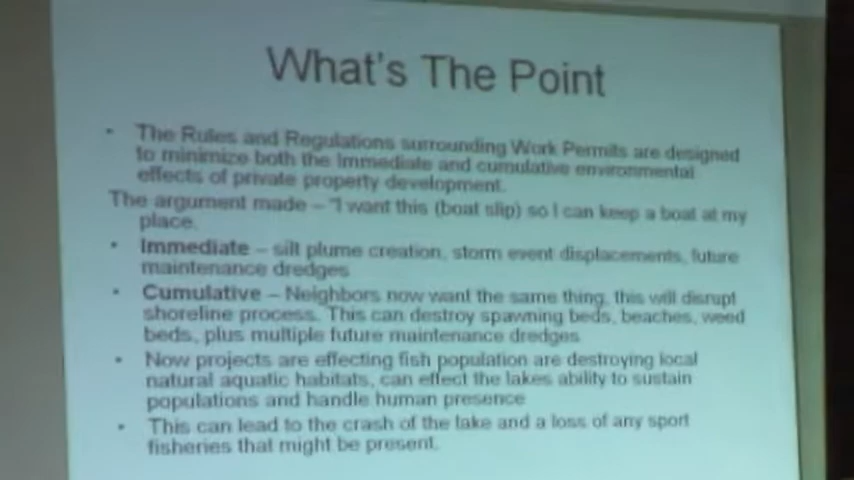 What's The Point
• The Rules and Regulations surrounding Work Permits are designed
to minimize both the Immediate and cumulative environmental
effects of private property development.
The argument made – "I want this (boat slip) so I can keep a boat at my
place.
• Immediate – silt plume creation, storm event displacements, future
maintenance dredges
• Cumulative – Neighbors now want the same thing, this will disrupt
shoreline process. This can destroy spawning beds, beaches, weed
beds, plus multiple future maintenance dredges
• Now projects are effecting fish population are destroying local
natural aquatic habitats, can effect the lakes ability to sustain
populations and handle human presence
• This can lead to the crash of the lake and a loss of any sport
fisheries that might be present.